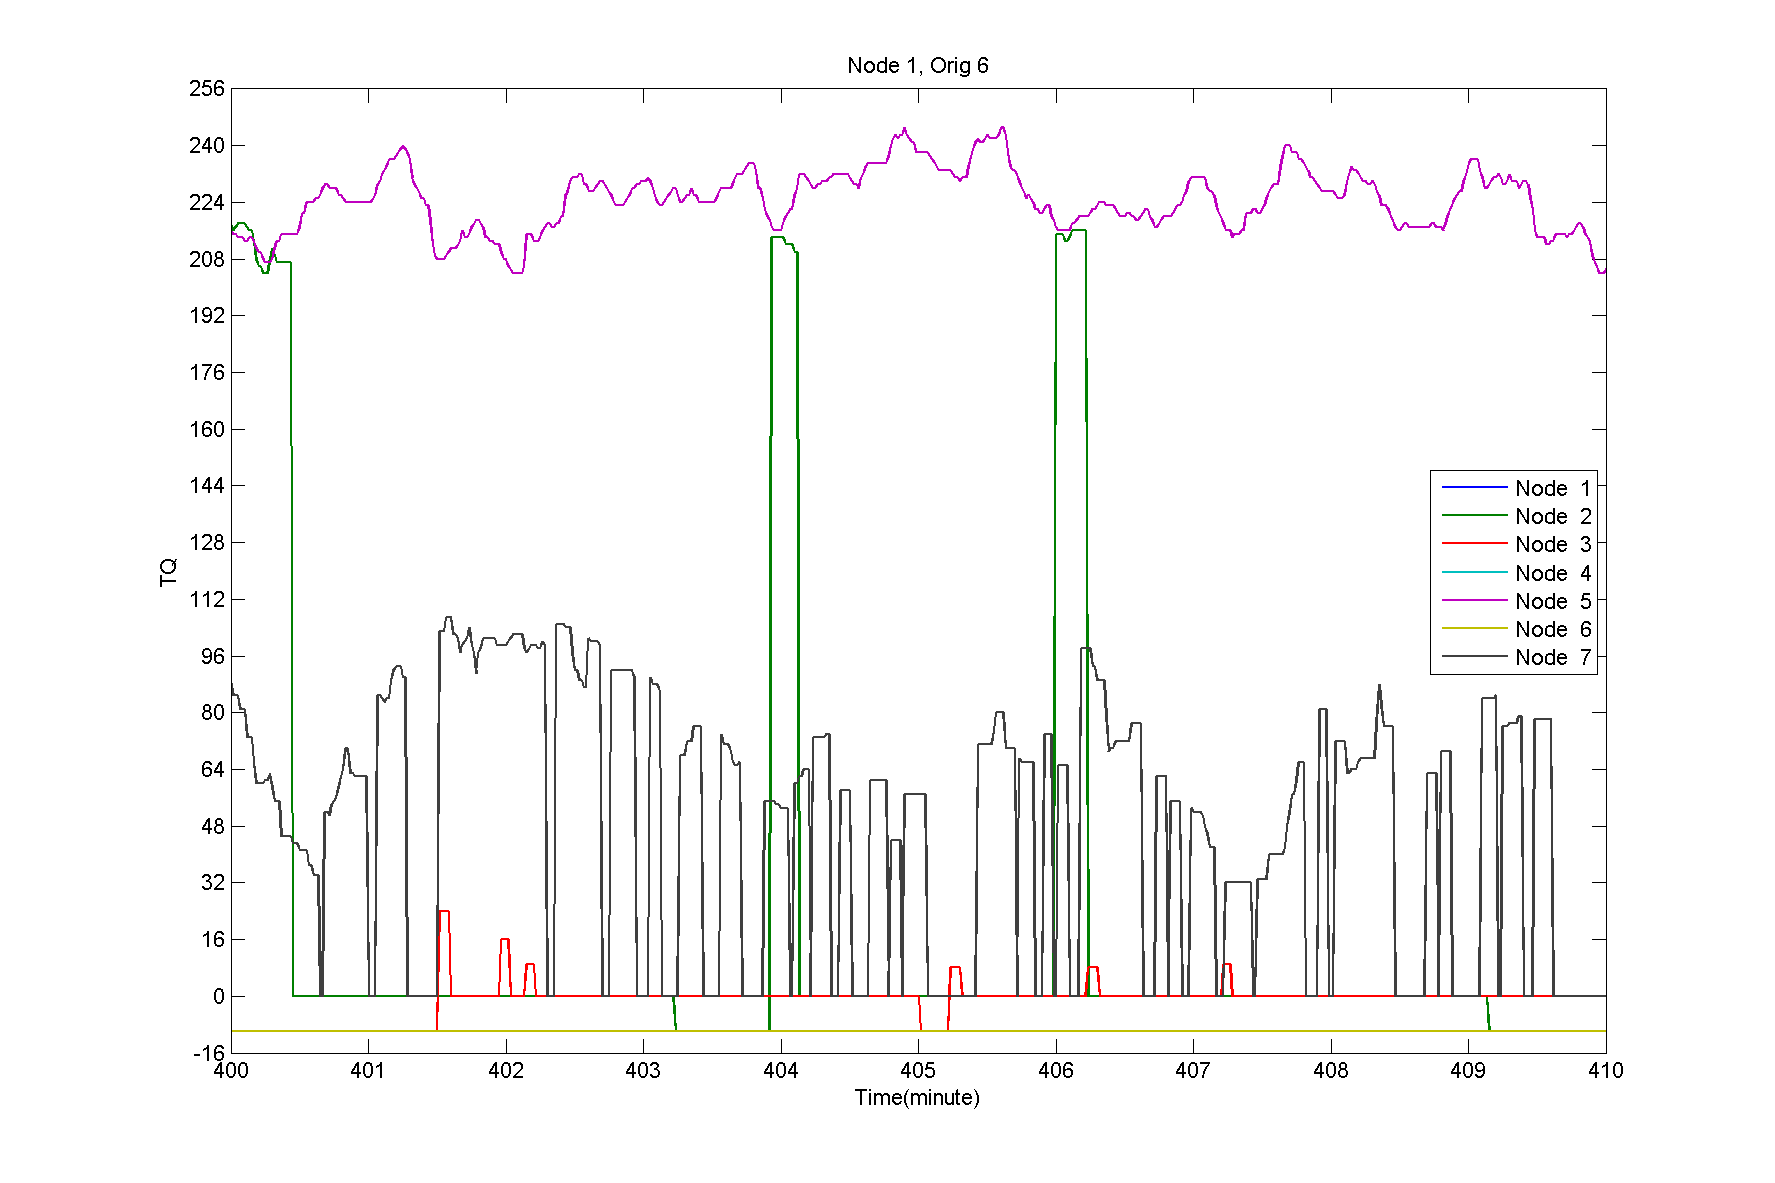 Node 1, Orig 6
256
240
224
208
192
176
160
144
128
112
96
80
64
48
32
16
0
-16
TQ
Node 1
Node 2
Node 3
Node 4
Node 5
Node 6
Node 7
400 401 402 403 404 405 406 407 408 409 410
Time(minute)